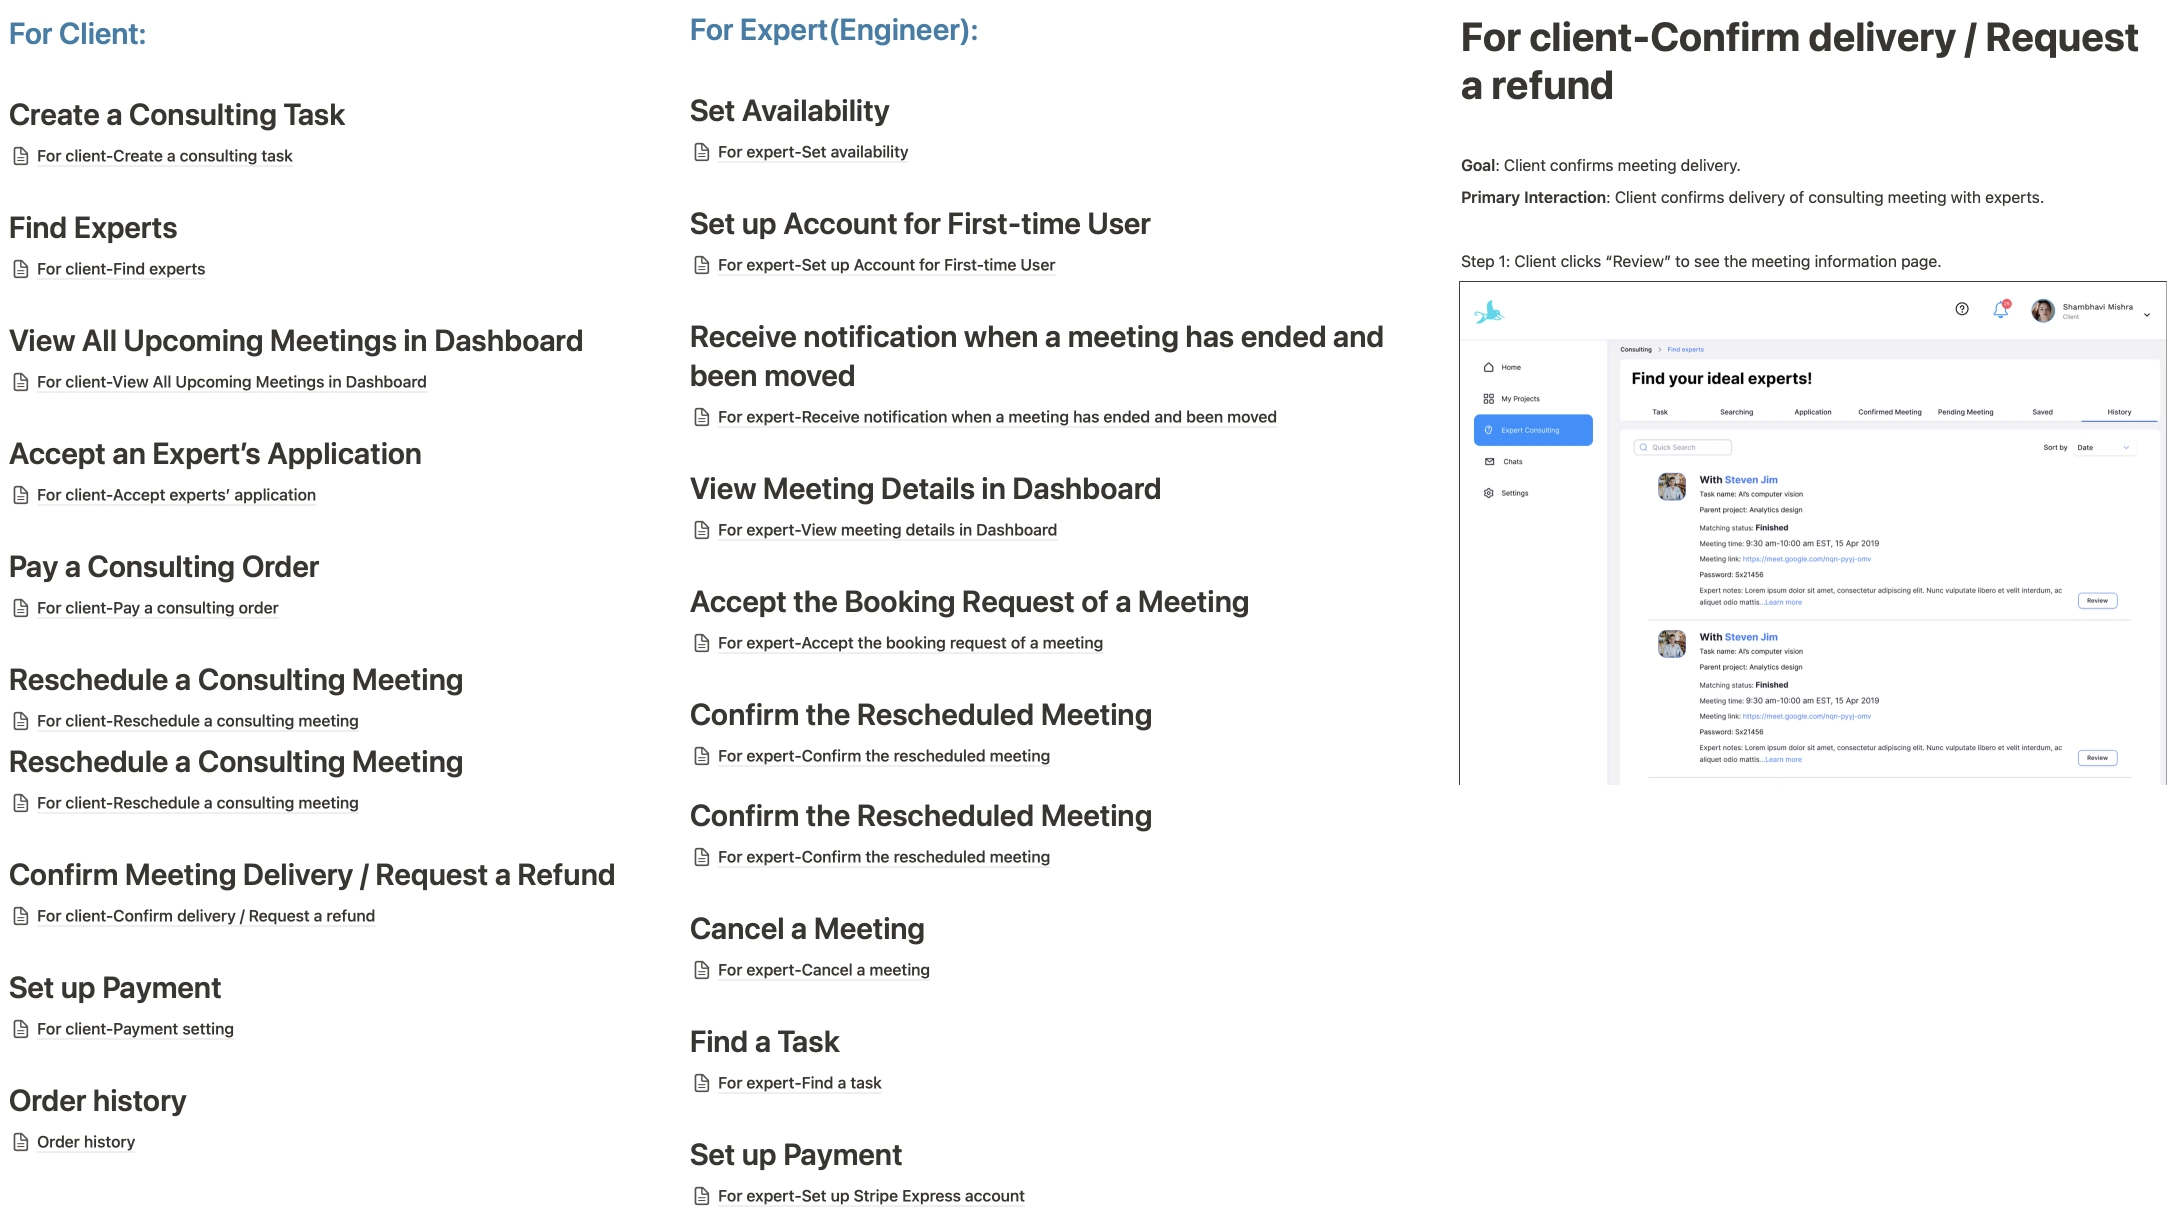 For Client:
Create a Consulting Task
For client-Create a consulting task
Find Experts
For client-Find experts
View All Upcoming Meetings in Dashboard
For client-View All Upcoming Meetings in Dashboard
Accept an Expert’s Application
For client-Accept experts’ application
Pay a Consulting Order
For client-Pay a consulting order
Reschedule a Consulting Meeting
For client-Reschedule a consulting meeting
Reschedule a Consulting Meeting
For client-Reschedule a consulting meeting
Confirm Meeting Delivery / Request a Refund
For client-Confirm delivery / Request a refund
Set up Payment
For client-Payment setting
Order history
Order history
For Expert(Engineer):
Set Availability
For expert-Set availability
Set up Account for First-time User
For expert-Set up Account for First-time User
Receive notification when a meeting has ended and
been moved
For expert-Receive notification when a meeting has ended and been moved
View Meeting Details in Dashboard
For expert-View meeting details in Dashboard
Accept the Booking Request of a Meeting
For expert-Accept the booking request of a meeting
Confirm the Rescheduled Meeting
For expert-Confirm the rescheduled meeting
Confirm the Rescheduled Meeting
For expert-Confirm the rescheduled meeting
Cancel a Meeting
For expert-Cancel a meeting
Find a Task
For expert-Find a task
Set up Payment
For expert-Set up Stripe Express account
For client-Confirm delivery / Request
a refund
Goal: Client confirms meeting delivery.
Primary Interaction: Client confirms delivery of consulting meeting with experts.
Step 1: Client clicks “Review” to see the meeting information page.
Shambhavi Mishra
Client
Home
My Projects
Expert Consulting
Chats
Settings
Consulting > Find experts
Find your ideal experts!
Task Searching Application Confirmed Meeting Pending Meeting Saved History
Quick Search Sort by Date
With Steven Jim
Task name: AI's computer vision
Parent project: Analytics design
Matching status: Finished
Meeting time: 9:30 am-10:00 am EST, 15 Apr 2019
Meeting link: https://meet.google.com/nqn-pyyj-omv
Password: Sx21456
Expert notes: Lorem ipsum dolor sit amet, consectetur adipiscing elit. Nunc vulputate libero et velit interdum, ac
aliquet odio mattis...Learn more
Review
With Steven Jim
Task name: AI's computer vision
Parent project: Analytics design
Matching status: Finished
Meeting time: 9:30 am-10:00 am EST, 15 Apr 2019
Meeting link: https://meet.google.com/nqn-pyyj-omv
Password: Sx21456
Expert notes: Lorem ipsum dolor sit amet, consectetur adipiscing elit. Nunc vulputate libero et velit interdum, ac
aliquet odio mattis...Learn more
Review